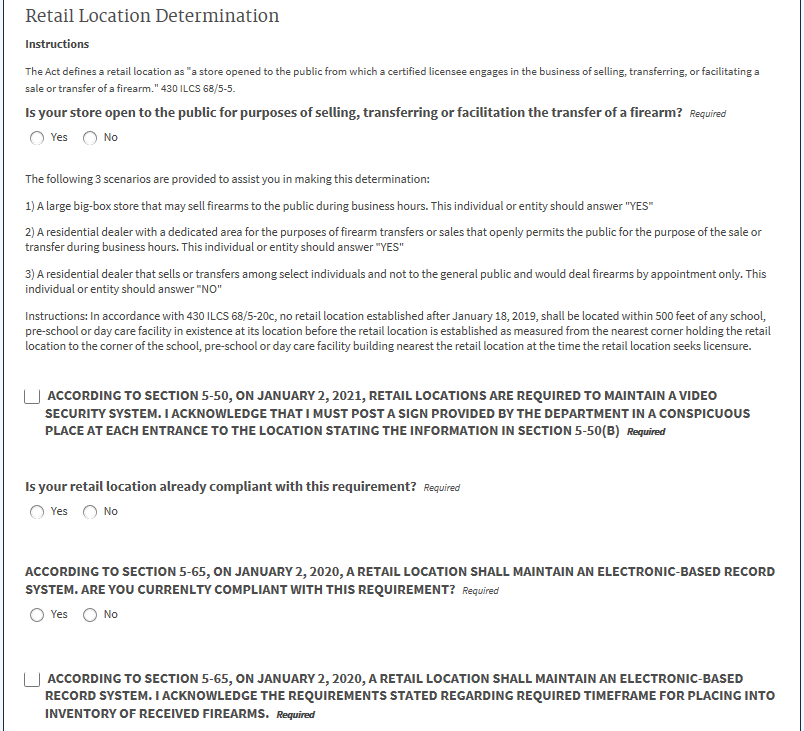 Retail Location Determination
Instructions
The Act defines a retail location as "a store opened to the public from which a certified licensee engages in the business of selling, transferring, or facilitating a
sale or transfer of a firearm." 430 ILCS 68/5-5.
Is your store open to the public for purposes of selling, transferring or facilitation the transfer of a firearm? Required
Yes No
The following 3 scenarios are provided to assist you in making this determination:
1) A large big-box store that may sell firearms to the public during business hours. This individual or entity should answer "YES"
2) A residential dealer with a dedicated area for the purposes of firearm transfers or sales that openly permits the public for the purpose of the sale or
transfer during business hours. This individual or entity should answer "YES"
3) A residential dealer that sells or transfers among select individuals and not to the general public and would deal firearms by appointment only. This
individual or entity should answer "NO"
Instructions: In accordance with 430 ILCS 68/5-20c, no retail location established after January 18, 2019, shall be located within 500 feet of any school,
pre-school or day care facility in existence at its location before the retail location is established as measured from the nearest corner holding the retail
location to the corner of the school, pre-school or day care facility building nearest the retail location at the time the retail location seeks licensure.
ACCORDING TO SECTION 5-50, ON JANUARY 2, 2021, RETAIL LOCATIONS ARE REQUIRED TO MAINTAIN A VIDEO
SECURITY SYSTEM. I ACKNOWLEDGE THAT I MUST POST A SIGN PROVIDED BY THE DEPARTMENT IN A CONSPICUOUS
PLACE AT EACH ENTRANCE TO THE LOCATION STATING THE INFORMATION IN SECTION 5-50(B) Required
Is your retail location already compliant with this requirement? Required
Yes No
ACCORDING TO SECTION 5-65, ON JANUARY 2, 2020, A RETAIL LOCATION SHALL MAINTAIN AN ELECTRONIC-BASED RECORD
SYSTEM. ARE YOU CURRENLTY COMPLIANT WITH THIS REQUIREMENT? Required
Yes No
ACCORDING TO SECTION 5-65, ON JANUARY 2, 2020, A RETAIL LOCATION SHALL MAINTAIN AN ELECTRONIC-BASED
RECORD SYSTEM. I ACKNOWLEDGE THE REQUIREMENTS STATED REGARDING REQUIRED TIMEFRAME FOR PLACING INTO
INVENTORY OF RECEIVED FIREARMS. Required